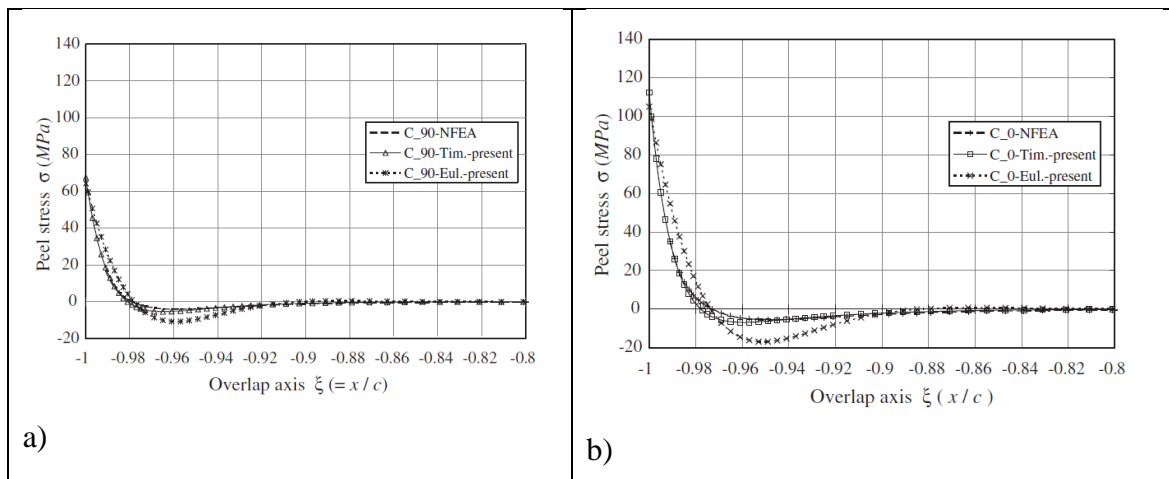 140
120
100
80
60
40
20
0
-20
Peel stress σ (MPa)
C_90-NFEA
C_90-Tim.-present
C_90-Eul.-present
-1 -0.98 -0.96 -0.94 -0.92 -0.9 -0.88 -0.86 -0.84 -0.82 -0.8
Overlap axis ξ (= x / c)
a)
140
120
100
80
60
40
20
0
-20
Peel stress σ (MPa)
C_0-NFEA
C_0-Tim.-present
C_0-Eul.-present
-1 -0.98 -0.96 -0.94 -0.92 -0.9 -0.88 -0.86 -0.84 -0.82 -0.8
Overlap axis ξ ( x / c )
b)